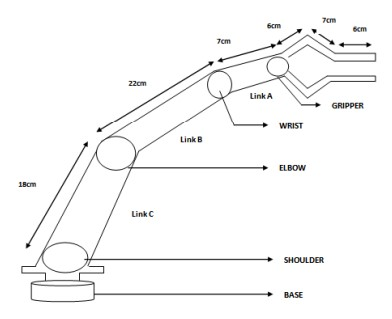 6cm
7cm
6cm
7cm
22cm
Link A
GRIPPER
WRIST
Link B
ELBOW
18cm
Link C
SHOULDER
BASE